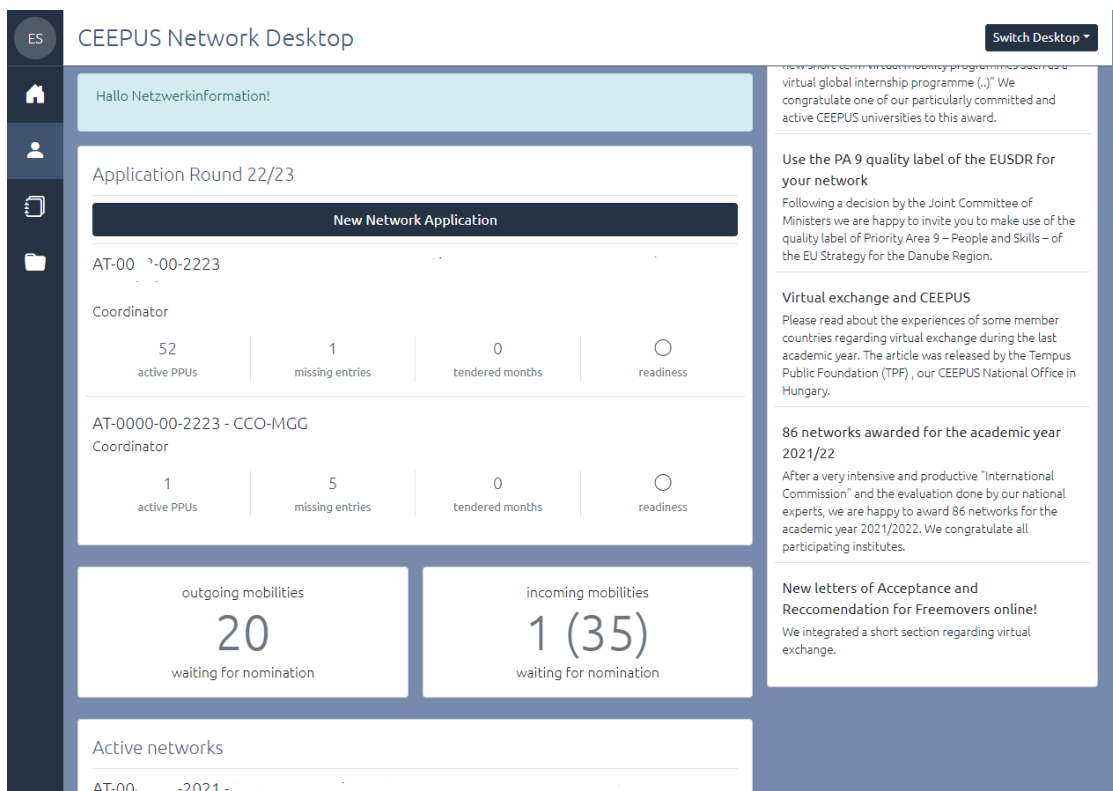 ES
CEEPUS Network Desktop
Switch Desktop
Hallo Netzwerkinformation!
Application Round 22/23
New Network Application
-00-2223
Coordinator
52
active PPUs
1
missing entries
0
tendered months
readiness
AT-0000-00-2223 - CCO-MGG
Coordinator
1
active PPUs
5
missing entries
0
tendered months
readiness
outgoing mobilities
20
waiting for nomination
incoming mobilities
1 (35)
waiting for nomination
Active networks
new short term virtual mobility programmes such as a
virtual global internship programme (..)" We
congratulate one of our particularly committed and
active CEEPUS universities to this award.
Use the PA 9 quality label of the EUSDR for
your network
Following a decision by the Joint Committee of
Ministers we are happy to invite you to make use of the
quality label of Priority Area 9 – People and Skills – of
the EU Strategy for the Danube Region.
Virtual exchange and CEEPUS
Please read about the experiences of some member
countries regarding virtual exchange during the last
academic year. The article was released by the Tempus
Public Foundation (TPF) , our CEEPUS National Office in
Hungary.
86 networks awarded for the academic year
2021/22
After a very intensive and productive "International
Commission" and the evaluation done by our national
experts, we are happy to award 86 networks for the
academic year 2021/2022. We congratulate all
participating institutes.
New letters of Acceptance and
Reccomendation for Freemovers online!
We integrated a short section regarding virtual
exchange.